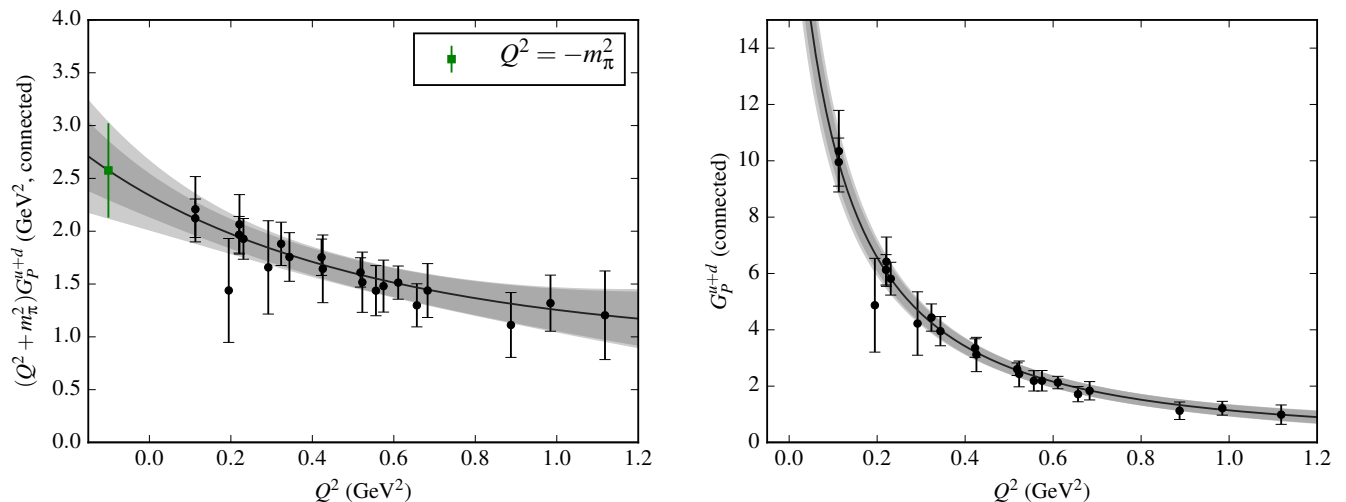 4.0
3.5
3.0
2.5
2.0
1.5
1.0
0.5
0.0
(Q² + m²π)G_P^{u+d} (GeV², connected)
Q² = −m²π
0.0 0.2 0.4 0.6 0.8 1.0 1.2
Q² (GeV²)
14
12
10
8
6
4
2
0
G_P^{u+d} (connected)
0.0 0.2 0.4 0.6 0.8 1.0 1.2
Q² (GeV²)